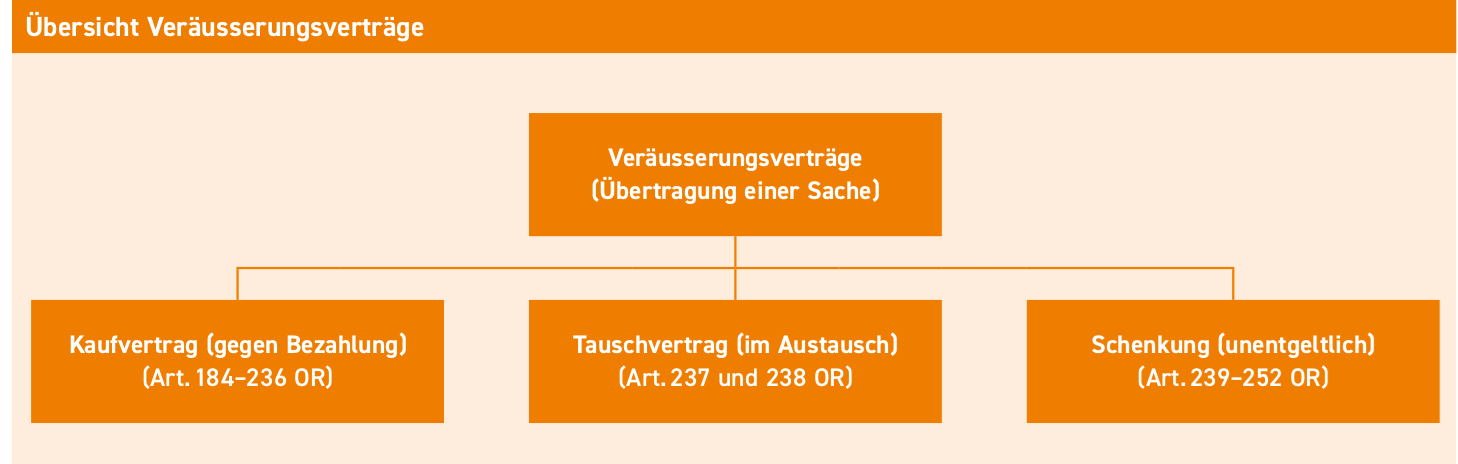 Übersicht Veräusserungsverträge
Veräusserungsverträge
(Übertragung einer Sache)
Kaufvertrag (gegen Bezahlung)
(Art. 184–236 OR)
Tauschvertrag (im Austausch)
(Art. 237 und 238 OR)
Schenkung (unentgeltlich)
(Art. 239–252 OR)